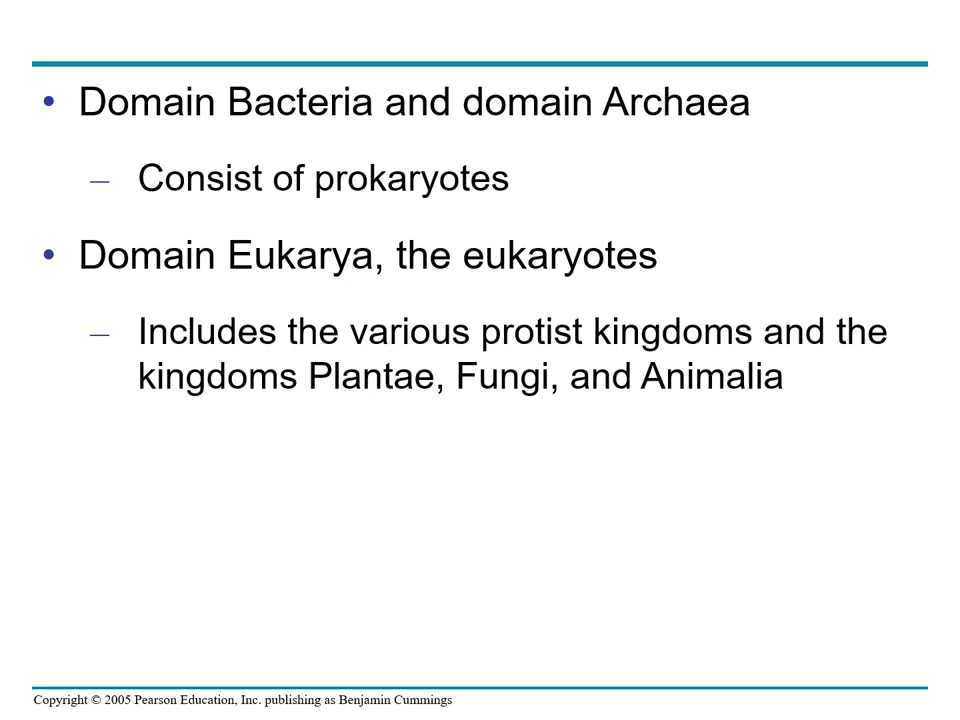 • Domain Bacteria and domain Archaea
– Consist of prokaryotes
• Domain Eukarya, the eukaryotes
– Includes the various protist kingdoms and the
kingdoms Plantae, Fungi, and Animalia
Copyright © 2005 Pearson Education, Inc. publishing as Benjamin Cummings